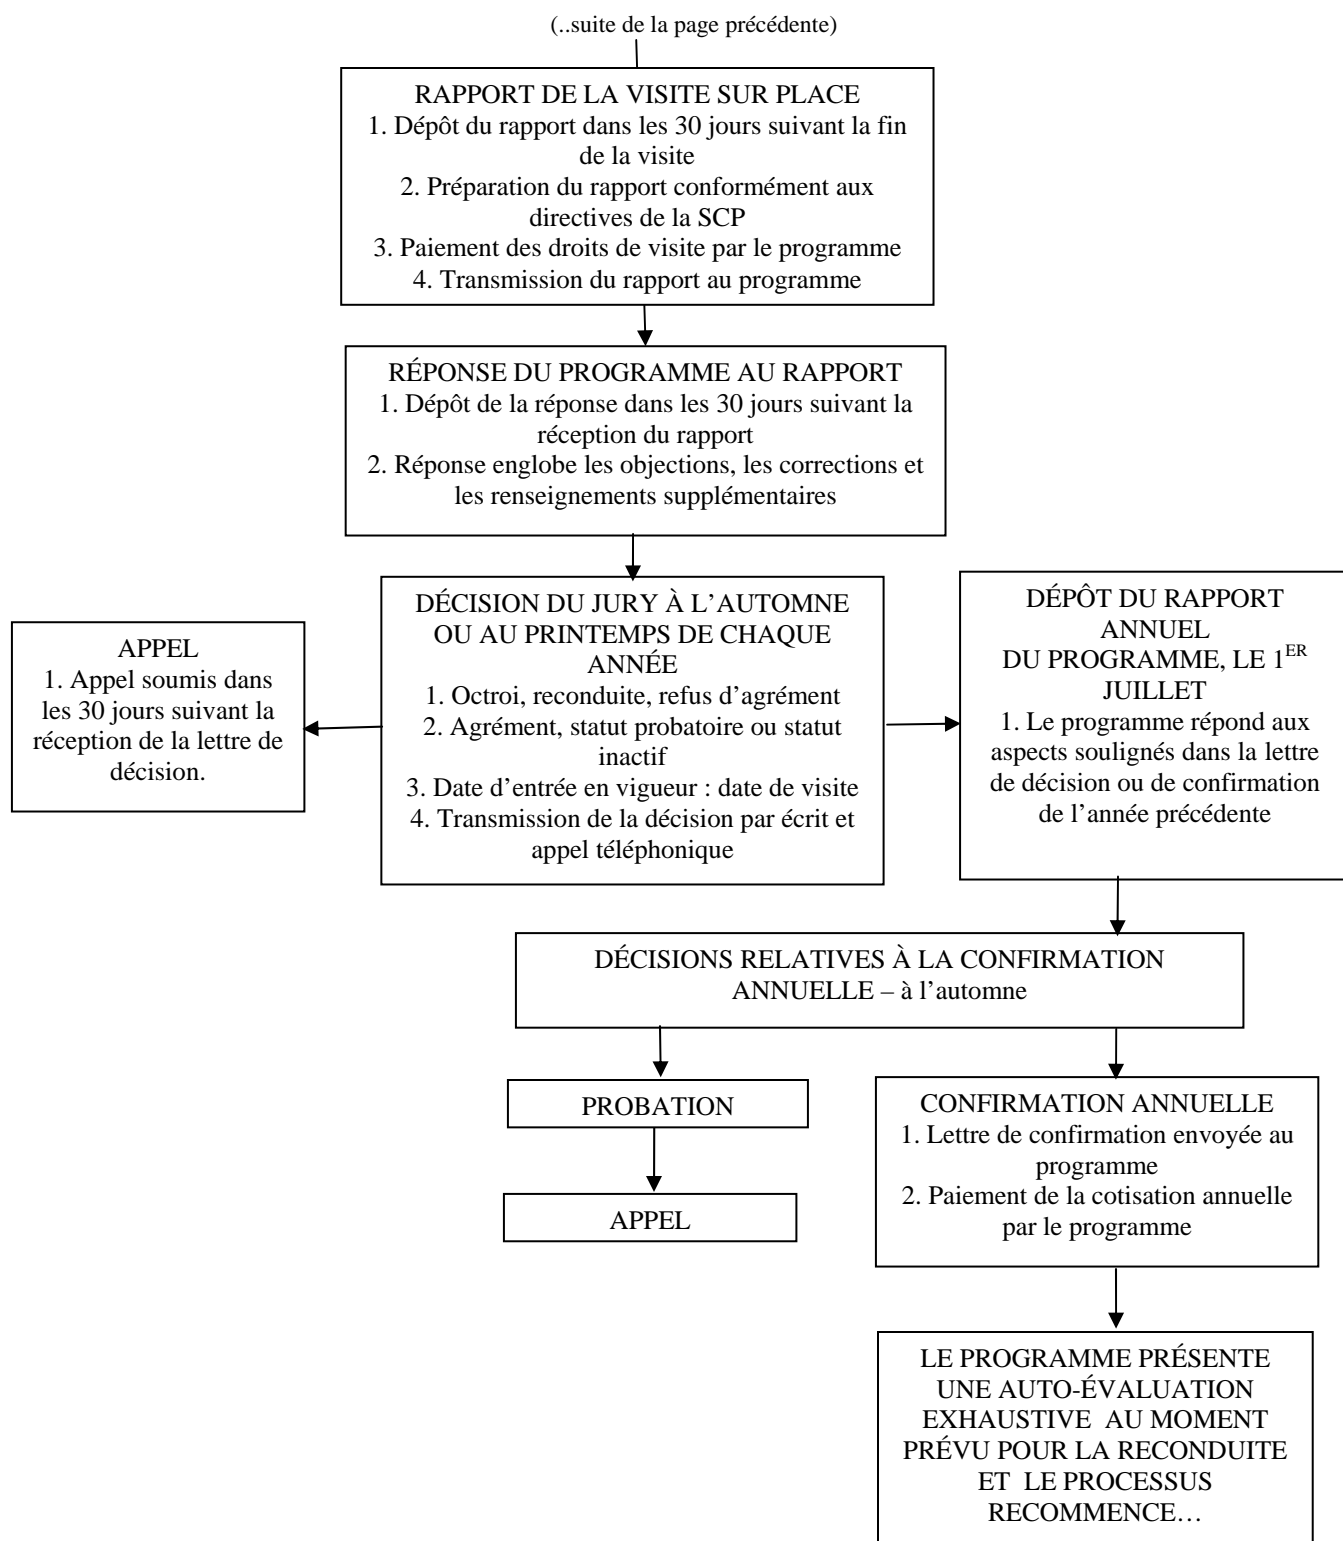 (..suite de la page précédente)
RAPPORT DE LA VISITE SUR PLACE
1. Dépôt du rapport dans les 30 jours suivant la fin
de la visite
2. Préparation du rapport conformément aux
directives de la SCP
3. Paiement des droits de visite par le programme
4. Transmission du rapport au programme
RÉPONSE DU PROGRAMME AU RAPPORT
1. Dépôt de la réponse dans les 30 jours suivant la
réception du rapport
2. Réponse englobe les objections, les corrections et
les renseignements supplémentaires
APPEL
1. Appel soumis dans
les 30 jours suivant la
réception de la lettre de
décision.
DÉCISION DU JURY À L’AUTOMNE
OU AU PRINTEMPS DE CHAQUE
ANNÉE
1. Octroi, reconduite, refus d’agrément
2. Agrément, statut probatoire ou statut
inactif
3. Date d’entrée en vigueur : date de visite
4. Transmission de la décision par écrit et
appel téléphonique
DÉPÔT DU RAPPORT
ANNUEL
DU PROGRAMME, LE 1ER
JUILLET
1. Le programme répond aux
aspects soulignés dans la lettre
de décision ou de confirmation
de l’année précédente
DÉCISIONS RELATIVES À LA CONFIRMATION
ANNUELLE – à l’automne
PROBATION
APPEL
CONFIRMATION ANNUELLE
1. Lettre de confirmation envoyée au
programme
2. Paiement de la cotisation annuelle
par le programme
LE PROGRAMME PRÉSENTE
UNE AUTO-ÉVALUATION
EXHAUSTIVE AU MOMENT
PRÉVU POUR LA RECONDUITE
ET LE PROCESSUS
RECOMMENCE…